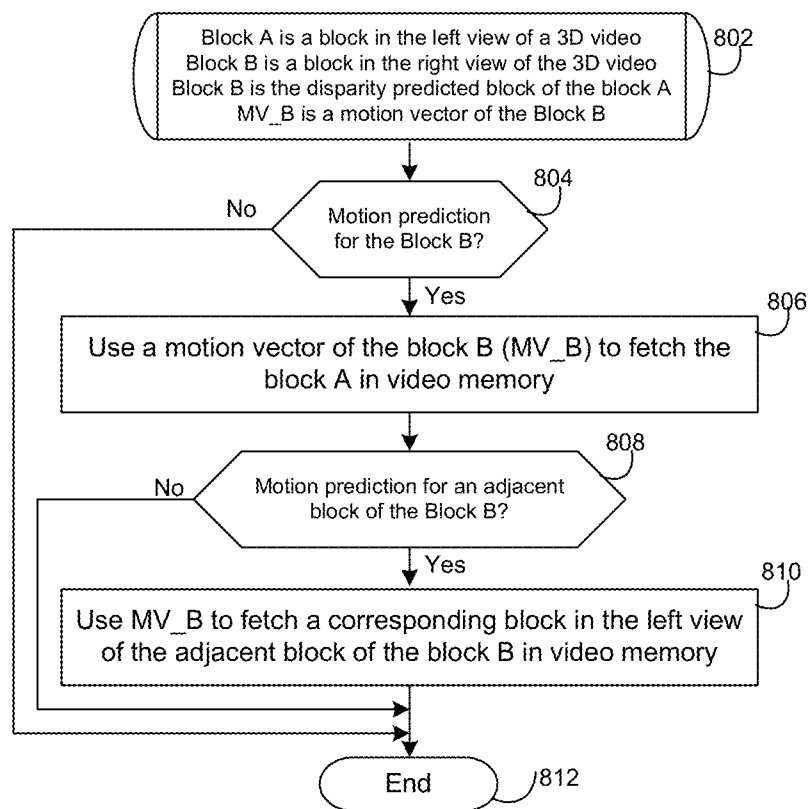 Block A is a block in the left view of a 3D video
Block B is a block in the right view of the 3D video
Block B is the disparity predicted block of the block A
MV_B is a motion vector of the Block B
802
804
No
Motion prediction
for the Block B?
Yes
806
Use a motion vector of the block B (MV_B) to fetch the
block A in video memory
808
No
Motion prediction for an adjacent
block of the Block B?
Yes
810
Use MV_B to fetch a corresponding block in the left view
of the adjacent block of the block B in video memory
End
812